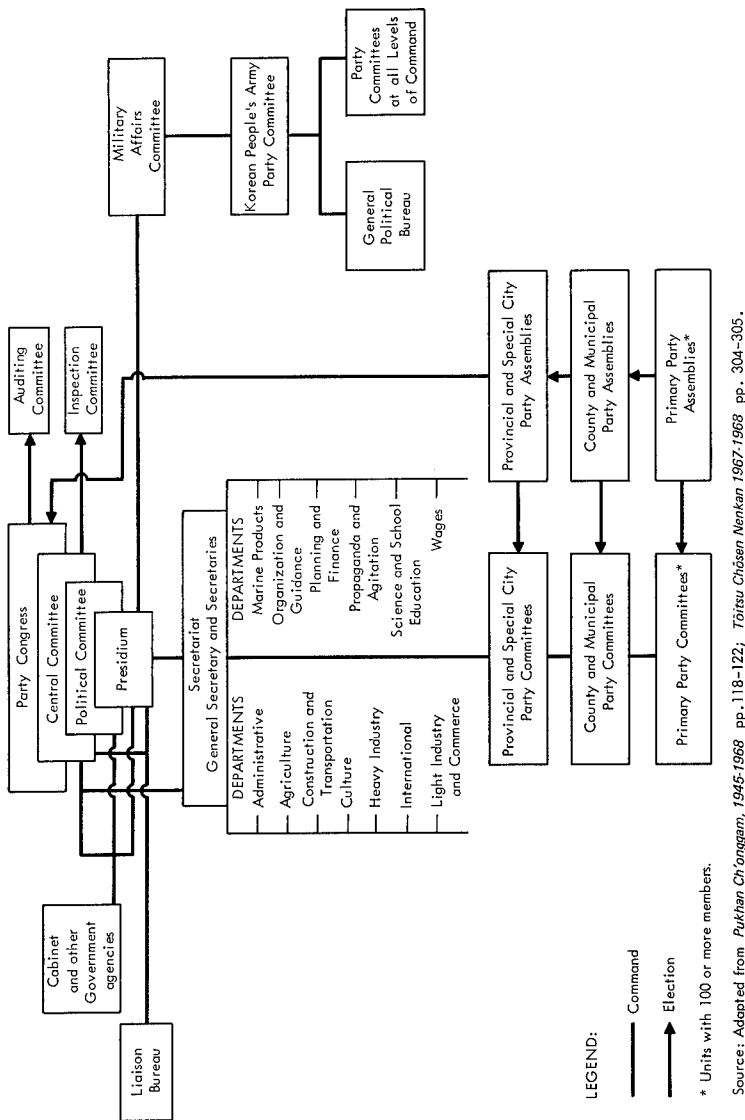 Party Congress
Central Committee
Political Committee
Presidium
Auditing
Committee
Inspection
Committee
Cabinet
and other
Government
agencies
Liaison
Bureau
Military
Affairs
Committee
Korean People's Army
Party Committee
General
Political
Bureau
Party
Committees
at all Levels
of Command
Secretariat
General Secretary and Secretaries
DEPARTMENTS
Administrative
Agriculture
Construction and
Transportation
Culture
Heavy Industry
International
Light Industry
and Commerce
DEPARTMENTS
Marine Products
Organization and
Guidance
Planning and
Finance
Propaganda and
Agitation
Science and School
Education
Wages
Provincial and Special City
Party Committees
County and Municipal
Party Committees
Primary Party Committees*
Provincial and Special City
Party Assemblies
County and Municipal
Party Assemblies
Primary Party
Assemblies*
LEGEND:
Command
Election
* Units with 100 or more members.
Source: Adapted from Pukhan Ch'onggam, 1945-1968 pp.118-122; Tōitsu Chōsen Nenkan 1967-1968 pp. 304-305.